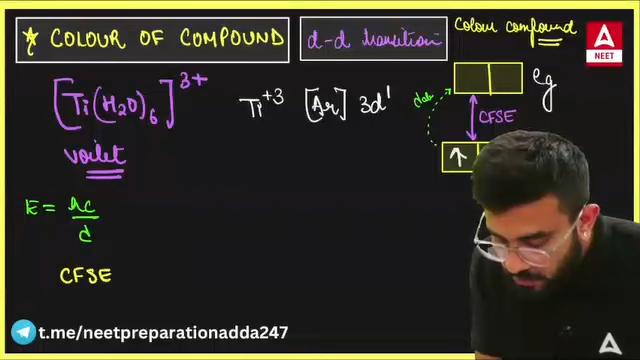 ★ COLOUR OF COMPOUND
d-d transition
Colour compound
A
NEET
[Ti(H2O)6]3+
voilet
Ti+3 [Ar] 3d1
eg
CFSE
↑
E = hc
d
CFSE
t.me/neetpreparationadda247